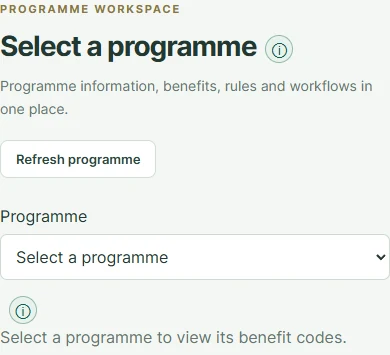 PROGRAMME WORKSPACE
Select a programme ⓘ
Programme information, benefits, rules and workflows in
one place.
Refresh programme
Programme
Select a programme
ⓘ
Select a programme to view its benefit codes.